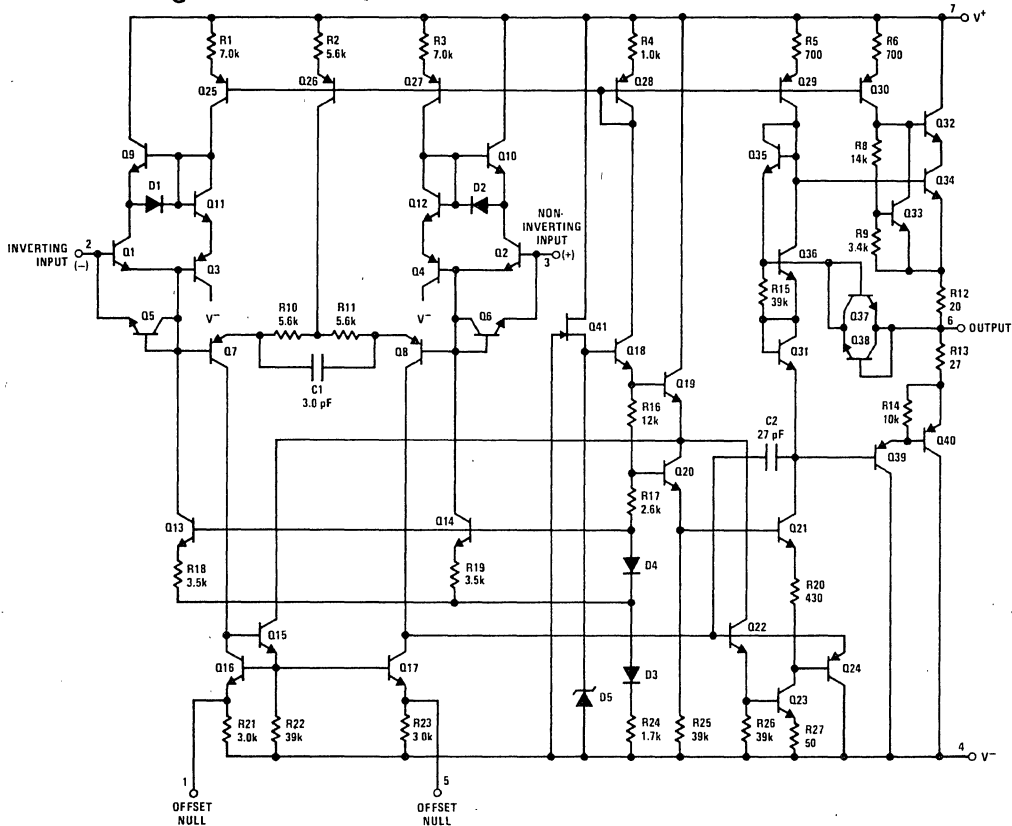 7
V+
R1
7.0k
R2
5.6k
R3
7.0k
R4
1.0k
R5
700
R6
700
Q25
Q26
Q27
Q28
Q29
Q30
Q32
Q9
Q10
Q35
R8
14k
Q34
D1
D2
Q11
Q12
Q33
NON-
INVERTING
INPUT
3
(+)
INVERTING
INPUT
2
(−)
Q1
Q2
R9
3.4k
Q3
Q4
Q36
V−
V−
R15
39k
R12
20
Q5
R10
5.6k
R11
5.6k
Q6
Q41
Q37
Q38
6
OUTPUT
Q7
Q8
Q18
Q31
R13
27
C1
3.0 pF
Q19
R14
10k
R16
12k
C2
27 pF
Q39
Q40
Q20
R17
2.6k
Q13
Q14
Q21
R18
3.5k
R19
3.5k
D4
R20
430
Q15
Q22
Q16
Q17
D3
Q24
D5
Q23
R21
3.0k
R22
39k
R23
3 0k
R24
1.7k
R25
39k
R26
39k
R27
50
4
V−
1
5
OFFSET
NULL
OFFSET
NULL